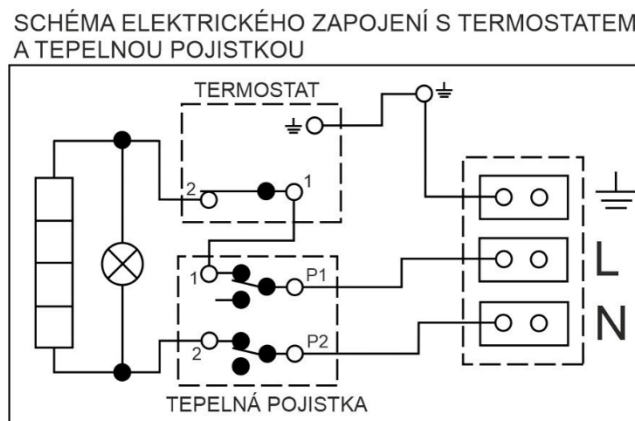 SCHÉMA ELEKTRICKÉHO ZAPOJENÍ S TERMOSTATEM
A TEPELNOU POJISTKOU
TERMOSTAT
2
1
1
P1
L
2
P2
N
TEPELNÁ POJISTKA